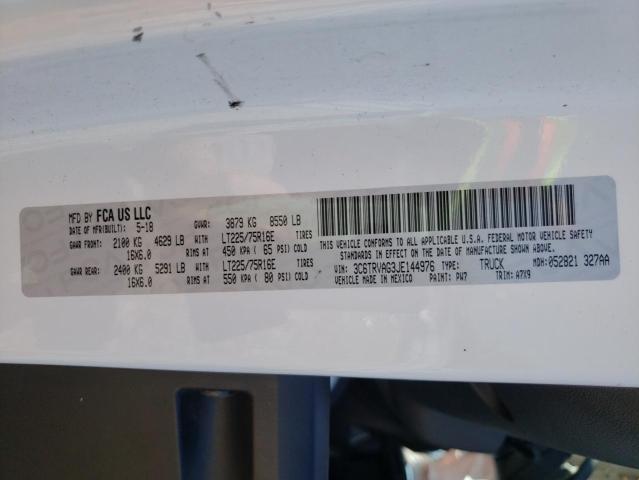 MFD BY FCA US LLC
DATE OF MFR(BUILT): 5-18 GVWR: 3879 KG 8550 LB
GAWR FRONT: 2100 KG 4629 LB WITH LT225/75R16E TIRES
16X6.0 RIMS AT 450 KPA ( 65 PSI) COLD
GAWR REAR: 2400 KG 5291 LB WITH LT225/75R16E TIRES
16X6.0 RIMS AT 550 KPA ( 80 PSI) COLD
THIS VEHICLE CONFORMS TO ALL APPLICABLE U.S.A. FEDERAL MOTOR VEHICLE SAFETY
STANDARDS IN EFFECT ON THE DATE OF MANUFACTURE SHOWN ABOVE.
VIN: 3C6TRVAG3JE144976 TYPE: TRUCK MDH: 052821 327AA
VEHICLE MADE IN MEXICO PAINT: PW7 TRIM: A7X9